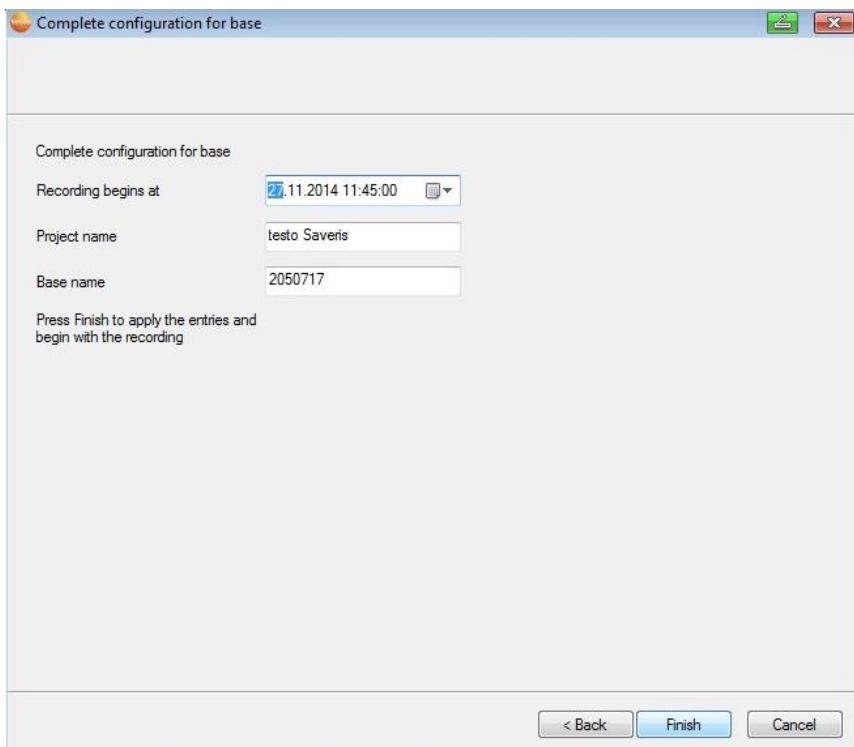 Complete configuration for base
Complete configuration for base
Recording begins at 27.11.2014 11:45:00
Project name testo Saveris
Base name 2050717
Press Finish to apply the entries and
begin with the recording
< Back Finish Cancel